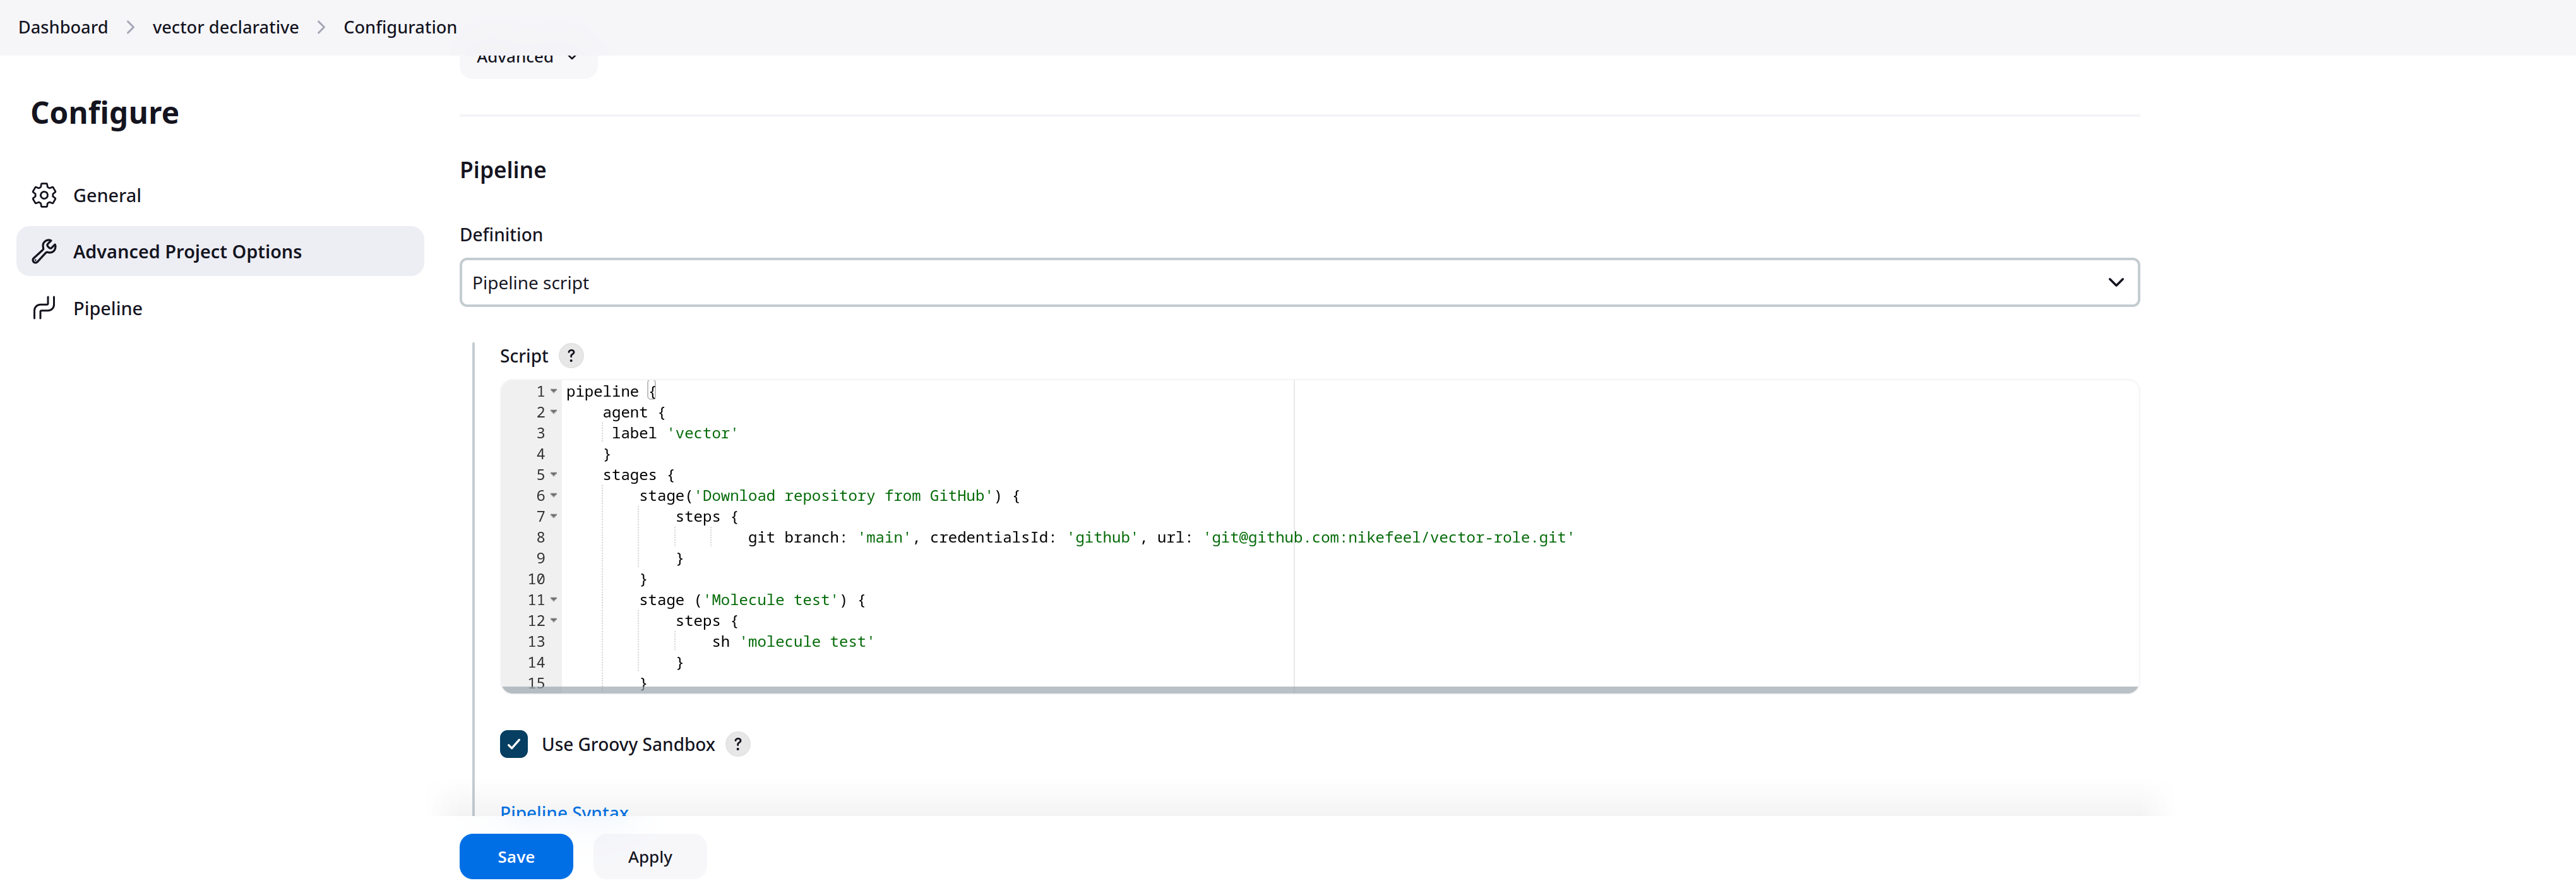 Dashboard > vector declarative > Configuration
Advanced
Configure
General
Advanced Project Options
Pipeline
Pipeline
Definition
Pipeline script
Script ?
1 pipeline {
2     agent {
3      label 'vector'
4     }
5     stages {
6         stage('Download repository from GitHub') {
7             steps {
8                     git branch: 'main', credentialsId: 'github', url: 'git@github.com:nikefeel/vector-role.git'
9             }
10         }
11         stage ('Molecule test') {
12             steps {
13                 sh 'molecule test'
14             }
15         }
Use Groovy Sandbox ?
Pipeline Syntax
Save
Apply